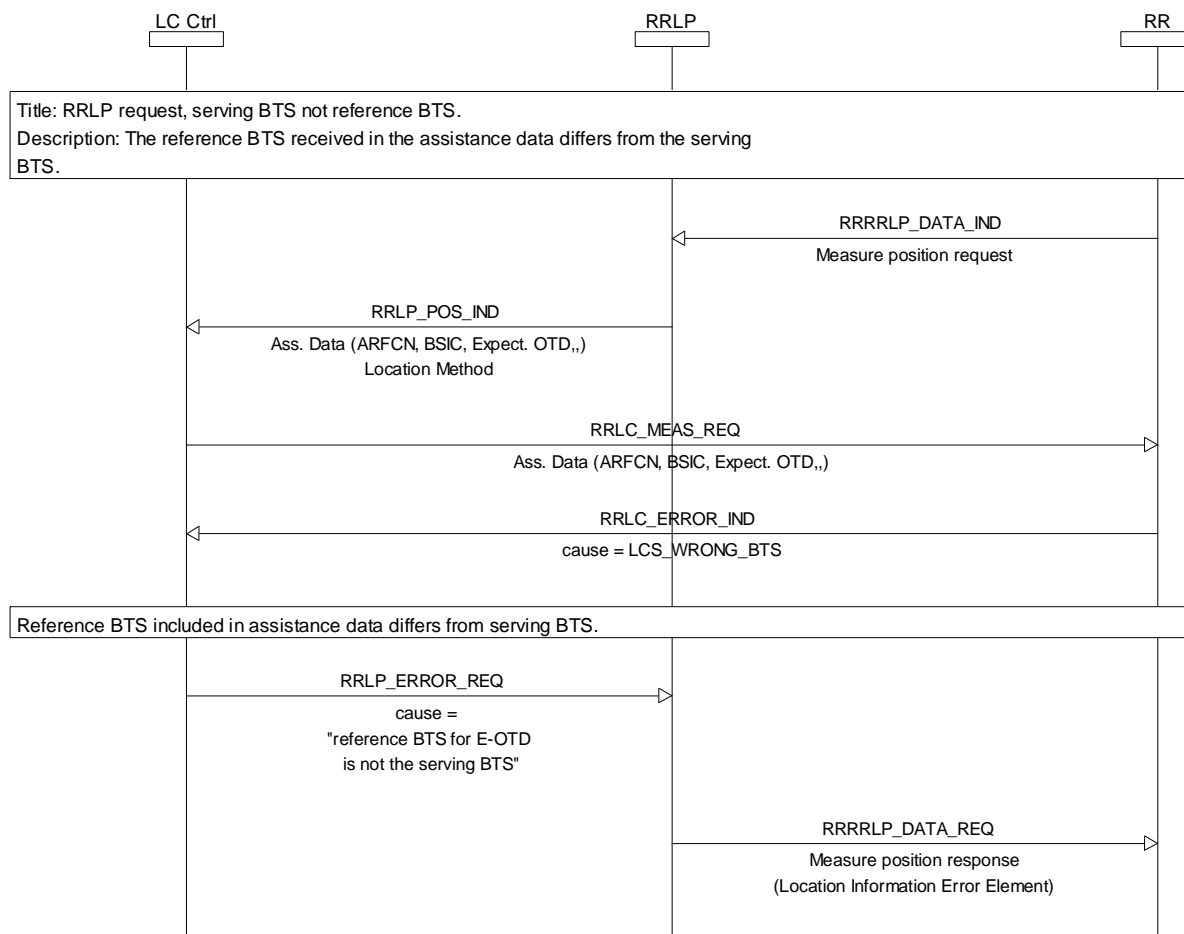 LC Ctrl
RRLP
RR
Title: RRLP request, serving BTS not reference BTS.
Description: The reference BTS received in the assistance data differs from the serving
BTS.
RRRRLP_DATA_IND
Measure position request
RRLP_POS_IND
Ass. Data (ARFCN, BSIC, Expect. OTD,,)
Location Method
RRLC_MEAS_REQ
Ass. Data (ARFCN, BSIC, Expect. OTD,,)
RRLC_ERROR_IND
cause = LCS_WRONG_BTS
Reference BTS included in assistance data differs from serving BTS.
RRLP_ERROR_REQ
cause =
"reference BTS for E-OTD
is not the serving BTS"
RRRRLP_DATA_REQ
Measure position response
(Location Information Error Element)